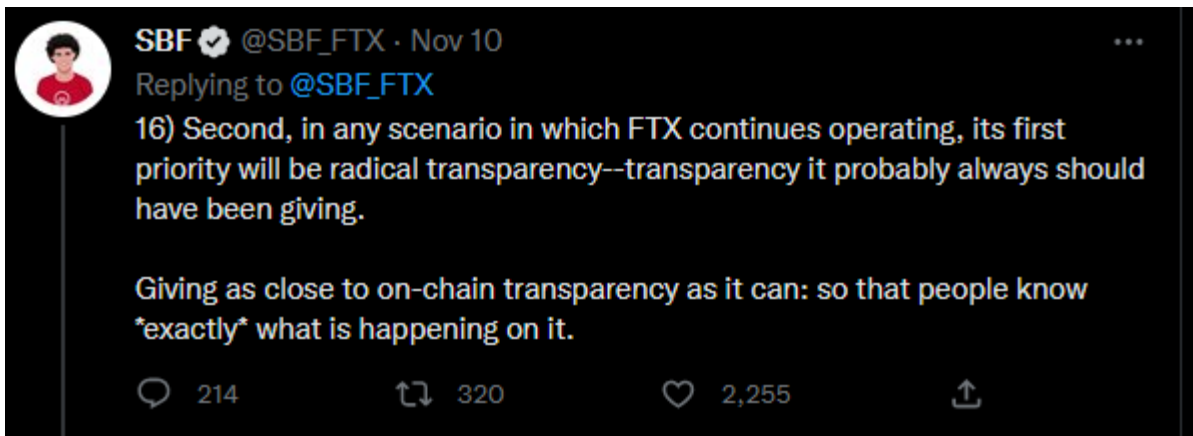 SBF @SBF_FTX · Nov 10
Replying to @SBF_FTX
16) Second, in any scenario in which FTX continues operating, its first
priority will be radical transparency--transparency it probably always should
have been giving.
Giving as close to on-chain transparency as it can: so that people know
*exactly* what is happening on it.
214 320 2,255